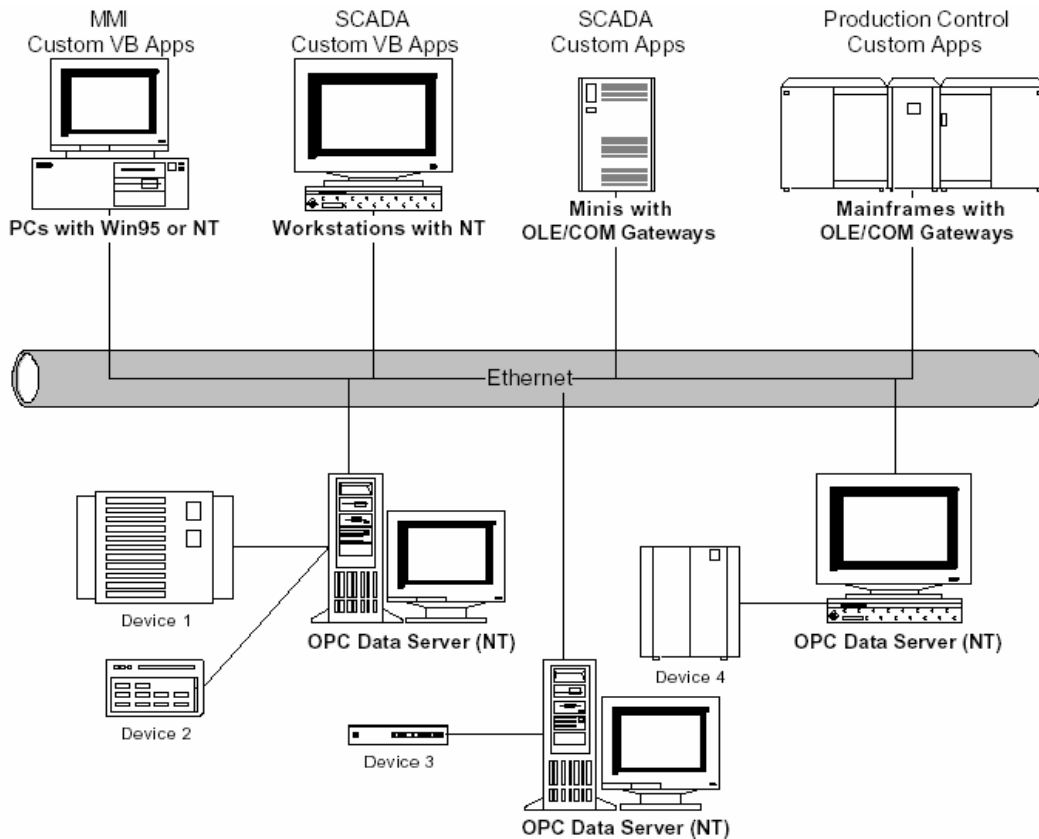 MMI
Custom VB Apps
SCADA
Custom VB Apps
SCADA
Custom Apps
Production Control
Custom Apps
PCs with Win95 or NT
Workstations with NT
Minis with
OLE/COM Gateways
Mainframes with
OLE/COM Gateways
Ethernet
Device 1
OPC Data Server (NT)
Device 2
Device 4
OPC Data Server (NT)
Device 3
OPC Data Server (NT)